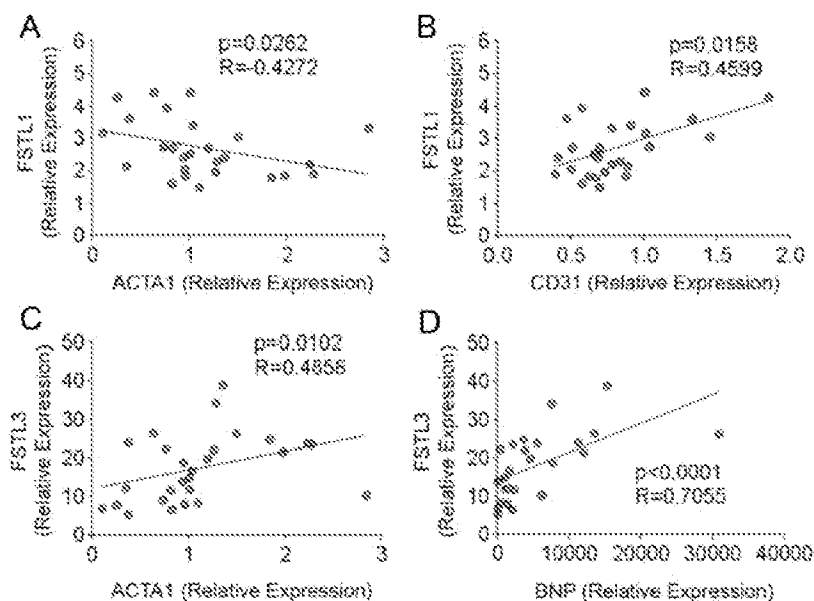 A
p=0.0262
R=-0.4272
FSTL1
(Relative Expression)
6
5
4
3
2
1
0
0
1
2
3
ACTA1 (Relative Expression)
B
p=0.0158
R=0.4599
FSTL1
(Relative Expression)
6
5
4
3
2
1
0
0.0
0.5
1.0
1.5
2.0
CD31 (Relative Expression)
C
p=0.0102
R=0.4856
FSTL3
(Relative Expression)
50
40
30
20
10
0
0
1
2
3
ACTA1 (Relative Expression)
D
p<0.0001
R=0.7055
FSTL3
(Relative Expression)
50
40
30
20
10
0
0
10000
20000
30000
40000
BNP (Relative Expression)